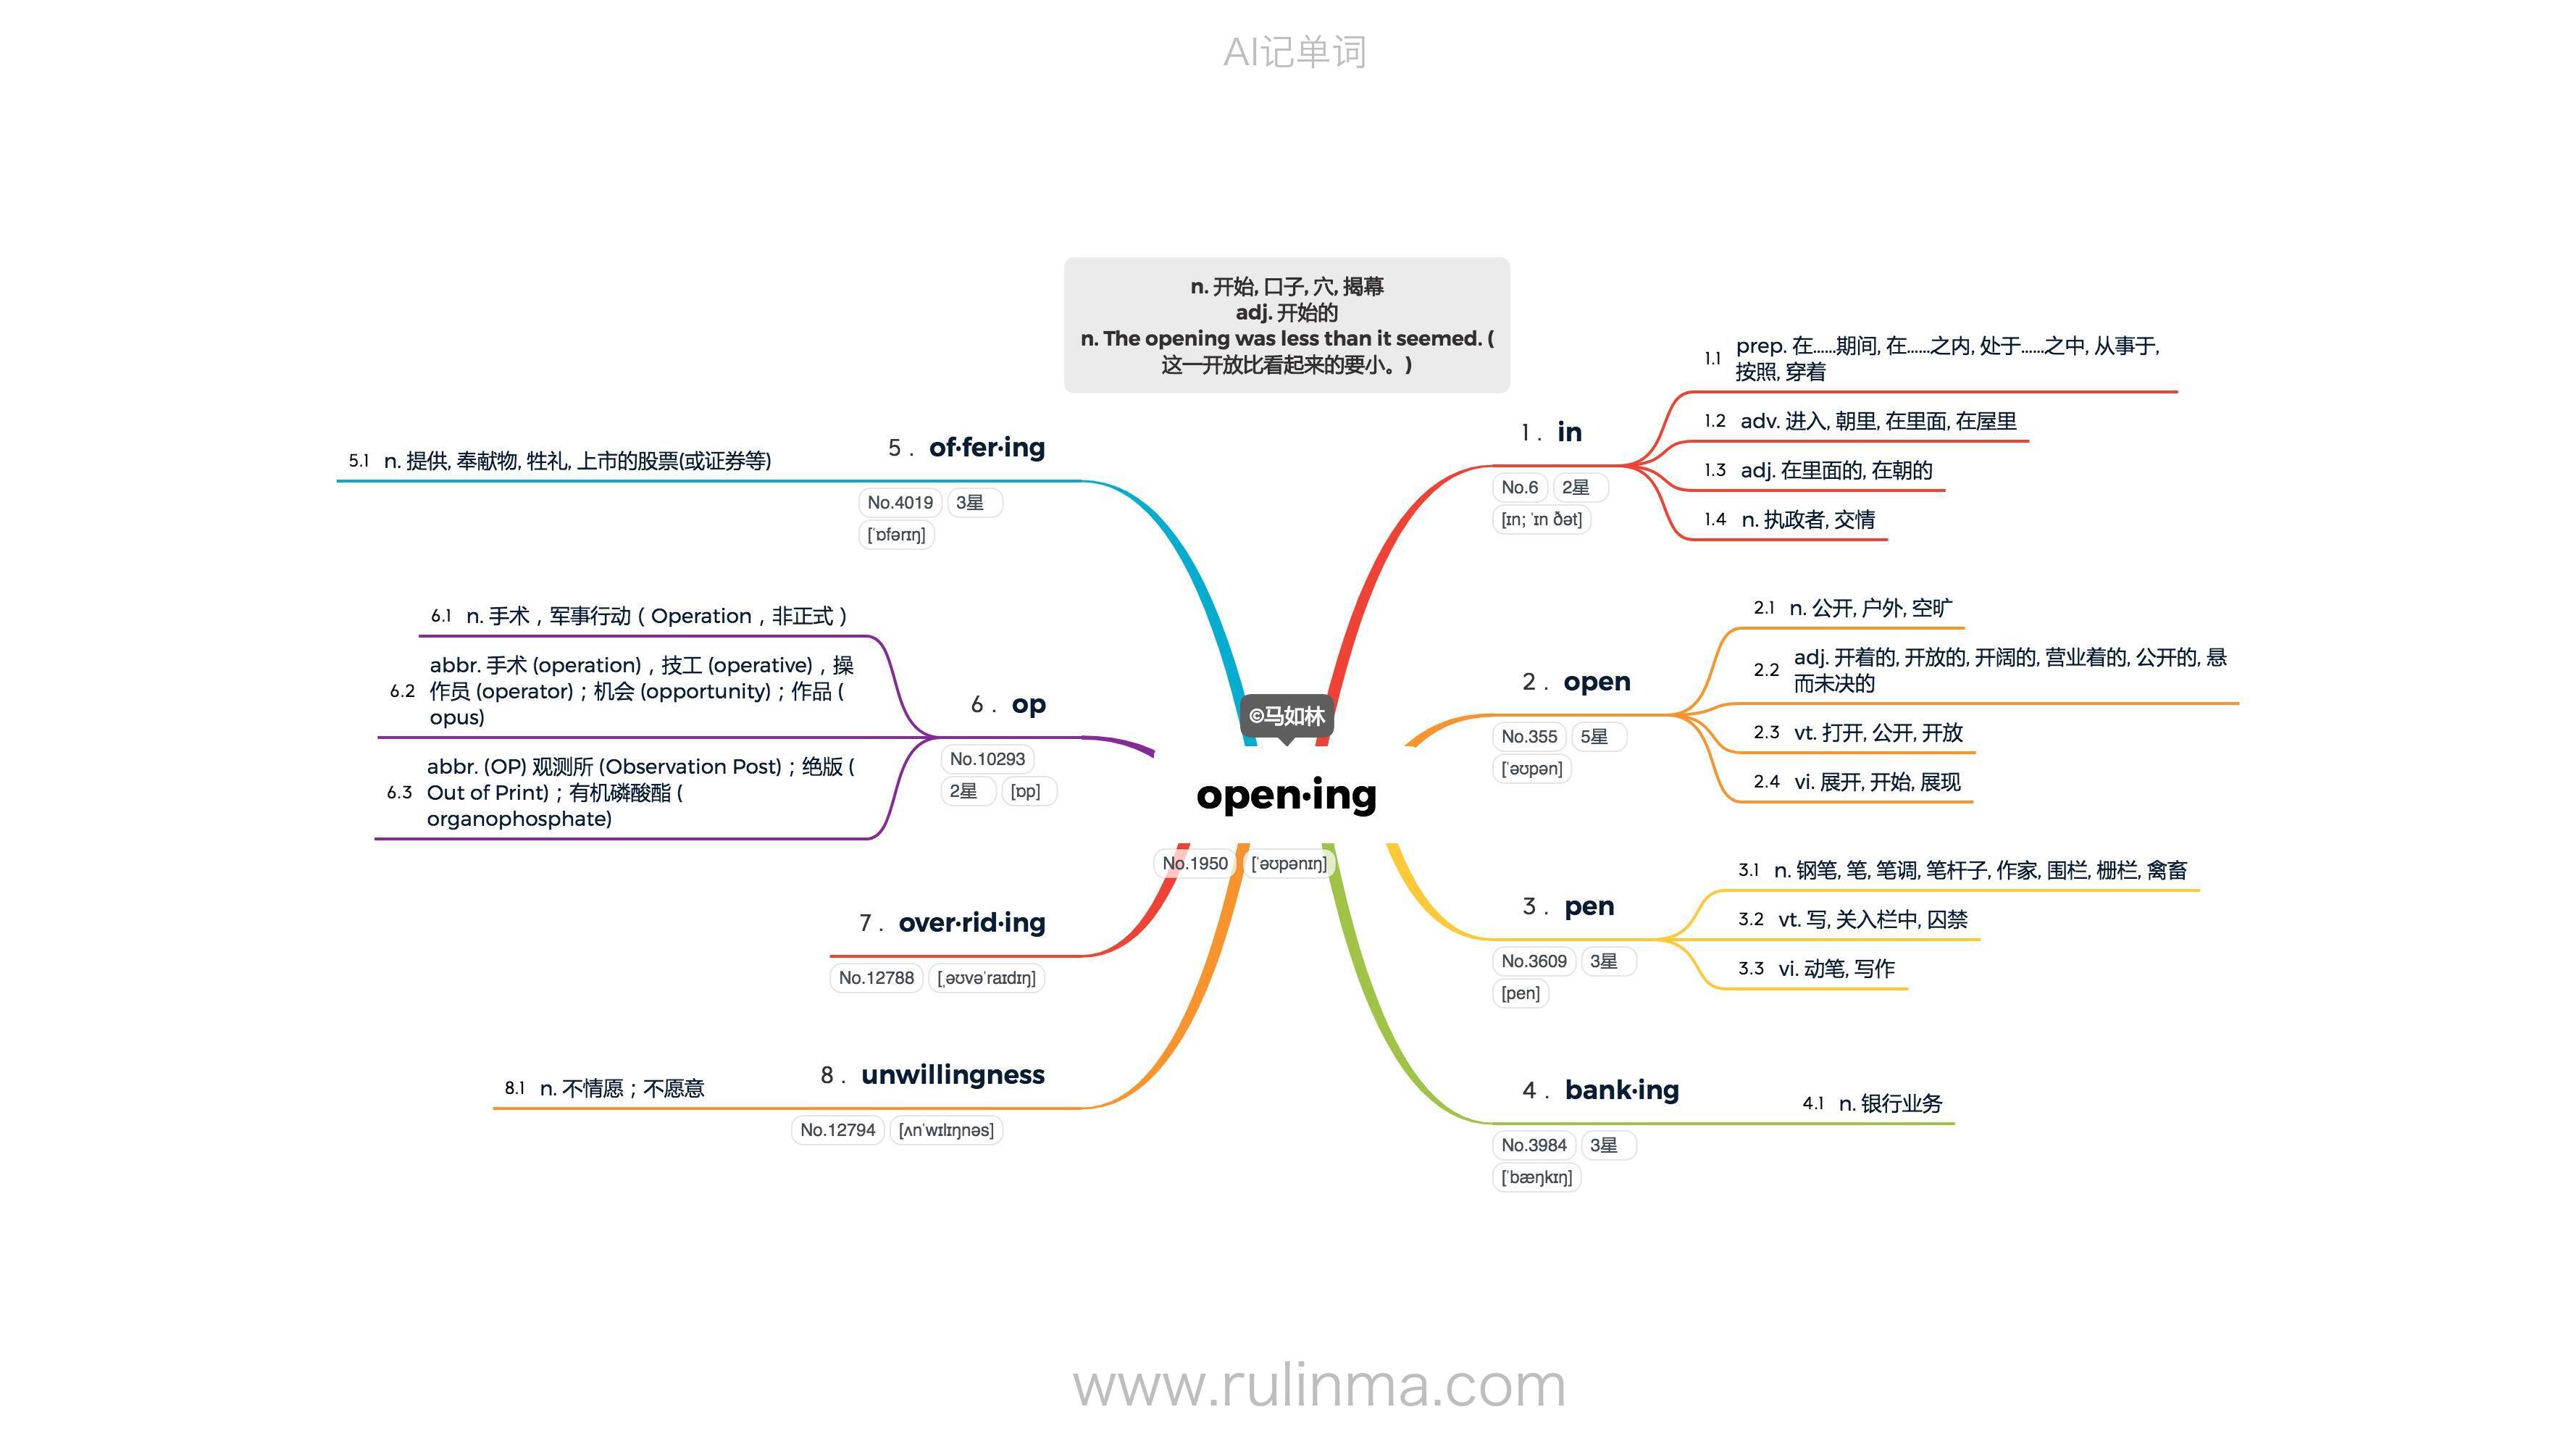 AI记单词
n. 开始, 口子, 穴, 揭幕
adj. 开始的
n. The opening was less than it seemed. (
这一开放比看起来的要小。)
©马如林
open·ing
No.1950 [ˈəʊpənɪŋ]
1 . in
No.6 2星
[ɪn; ˈɪn ðət]
1.1 prep. 在……期间, 在……之内, 处于……之中, 从事于,
按照, 穿着
1.2 adv. 进入, 朝里, 在里面, 在屋里
1.3 adj. 在里面的, 在朝的
1.4 n. 执政者, 交情
2 . open
No.355 5星
[ˈəʊpən]
2.1 n. 公开, 户外, 空旷
2.2 adj. 开着的, 开放的, 开阔的, 营业着的, 公开的, 悬
而未决的
2.3 vt. 打开, 公开, 开放
2.4 vi. 展开, 开始, 展现
3 . pen
No.3609 3星
[pen]
3.1 n. 钢笔, 笔, 笔调, 笔杆子, 作家, 围栏, 栅栏, 禽畜
3.2 vt. 写, 关入栏中, 囚禁
3.3 vi. 动笔, 写作
4 . bank·ing
No.3984 3星
[ˈbæŋkɪŋ]
4.1 n. 银行业务
5 . of·fer·ing
No.4019 3星
[ˈɒfərɪŋ]
5.1 n. 提供, 奉献物, 牲礼, 上市的股票(或证券等)
6 . op
No.10293
2星 [ɒp]
6.1 n. 手术，军事行动（Operation，非正式）
6.2 abbr. 手术 (operation)，技工 (operative)，操
作员 (operator)；机会 (opportunity)；作品 (
opus)
6.3 abbr. (OP) 观测所 (Observation Post)；绝版 (
Out of Print)；有机磷酸酯 (
organophosphate)
7 . over·rid·ing
No.12788 [ˌəʊvəˈraɪdɪŋ]
8 . unwillingness
No.12794 [ʌnˈwɪlɪŋnəs]
8.1 n. 不情愿；不愿意
www.rulinma.com